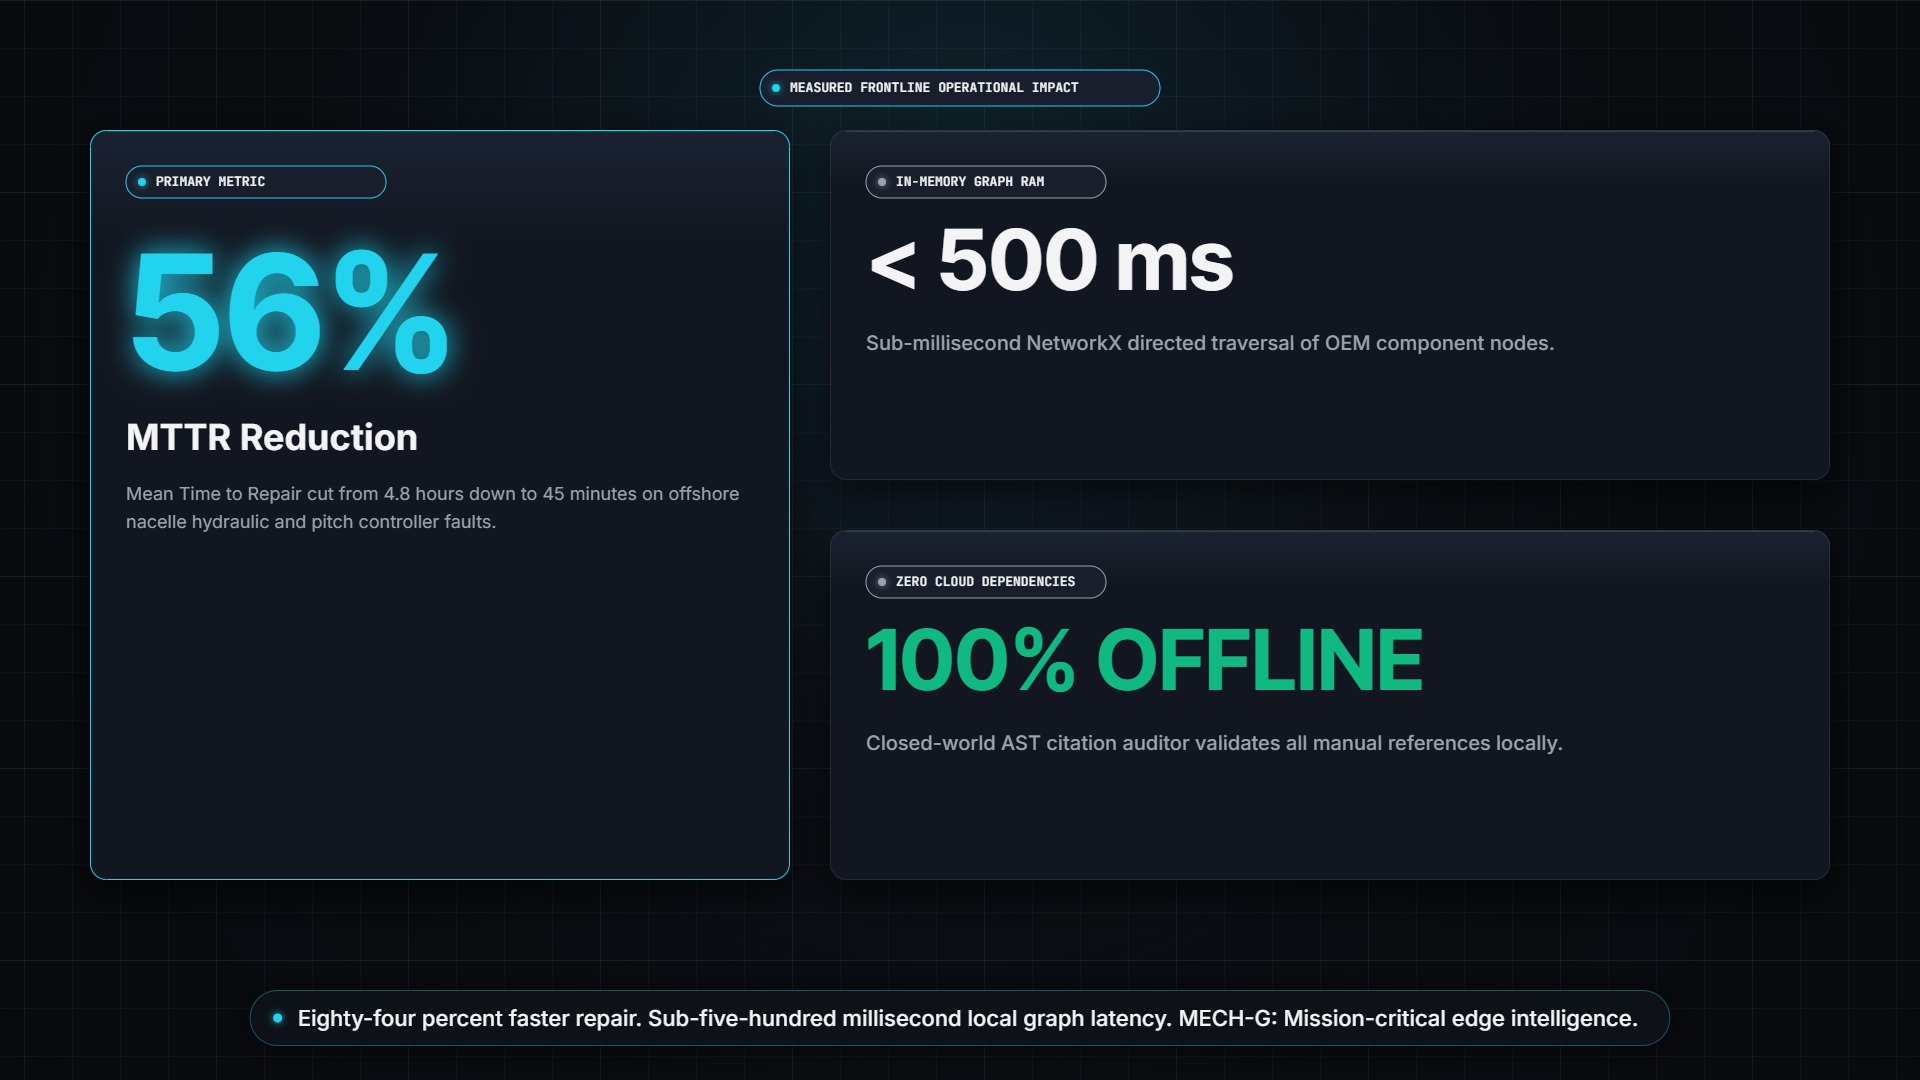 MEASURED FRONTLINE OPERATIONAL IMPACT
PRIMARY METRIC
56%
MTTR Reduction
Mean Time to Repair cut from 4.8 hours down to 45 minutes on offshore
nacelle hydraulic and pitch controller faults.
IN-MEMORY GRAPH RAM
< 500 ms
Sub-millisecond NetworkX directed traversal of OEM component nodes.
ZERO CLOUD DEPENDENCIES
100% OFFLINE
Closed-world AST citation auditor validates all manual references locally.
Eighty-four percent faster repair. Sub-five-hundred millisecond local graph latency. MECH-G: Mission-critical edge intelligence.